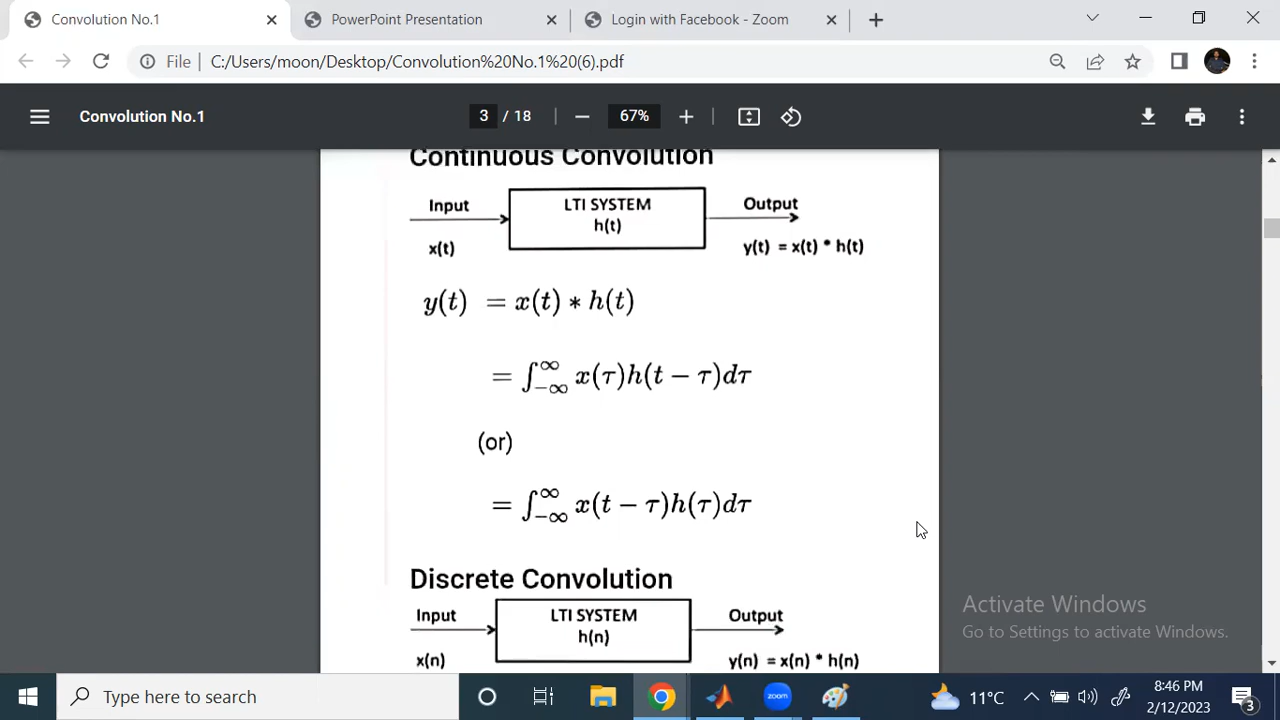 Convolution No.1
PowerPoint Presentation
Login with Facebook - Zoom
File C:/Users/moon/Desktop/Convolution%20No.1%20(6).pdf
Convolution No.1
3 / 18
67%
Continuous Convolution
Input
LTI SYSTEM
Output
h(t)
x(t)
y(t) = x(t) * h(t)
y(t) = x(t) ∗ h(t)
= ∫_{−∞}^{∞} x(τ)h(t − τ)dτ
(or)
= ∫_{−∞}^{∞} x(t − τ)h(τ)dτ
Discrete Convolution
Input
LTI SYSTEM
Output
h(n)
x(n)
y(n) = x(n) * h(n)
Activate Windows
Go to Settings to activate Windows.
Type here to search
zoom
11°C
8:46 PM
2/12/2023
3